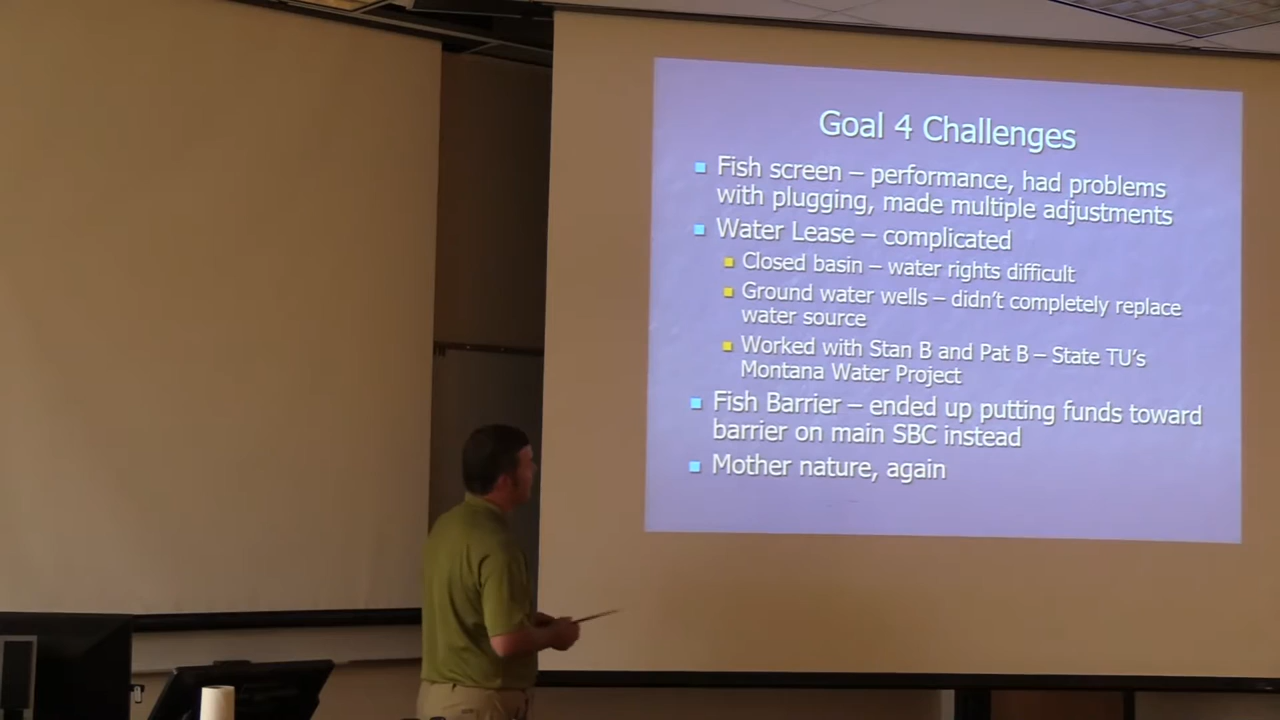 Goal 4 Challenges
Fish screen – performance, had problems
with plugging, made multiple adjustments
Water Lease – complicated
Closed basin – water rights difficult
Ground water wells – didn't completely replace
water source
Worked with Stan B and Pat B – State TU's
Montana Water Project
Fish Barrier – ended up putting funds toward
barrier on main SBC instead
Mother nature, again